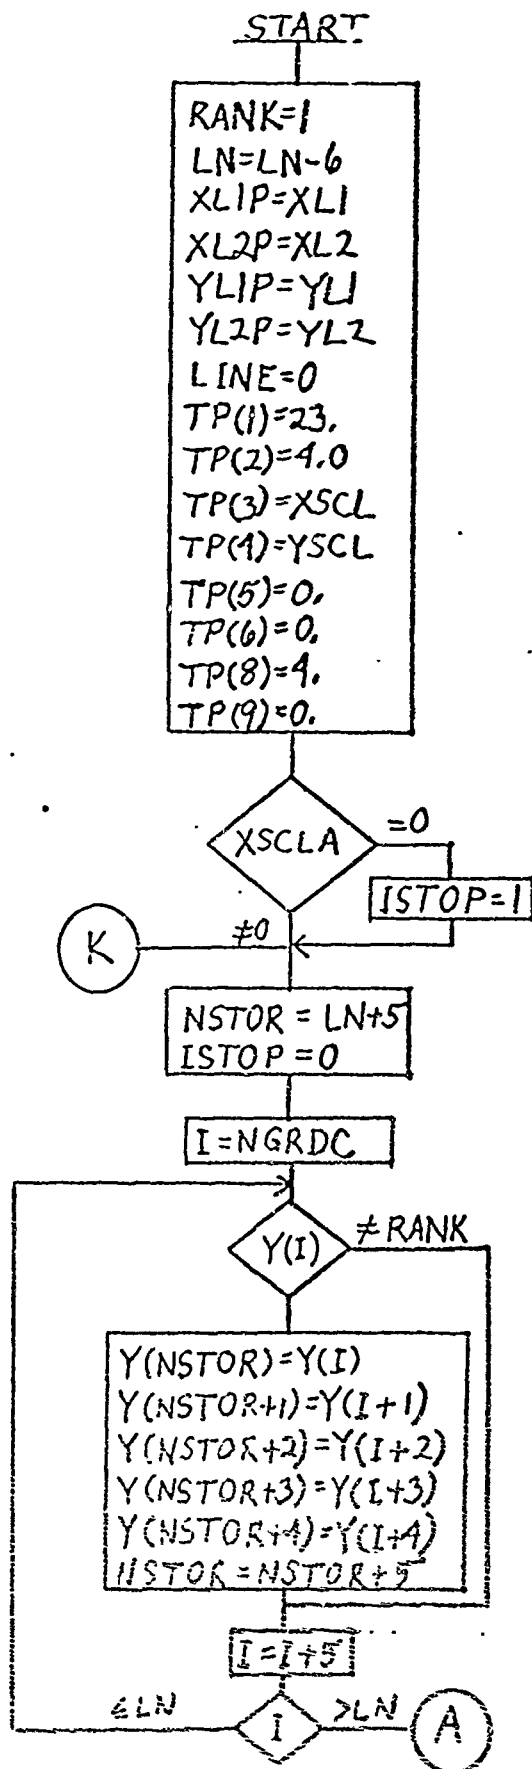 START
RANK=1
LN=LN-6
XL1P=XL1
XL2P=XL2
YL1P=YL1
YL2P=YL2
LINE=0
TP(1)=23.
TP(2)=4.0
TP(3)=XSCL
TP(4)=YSCL
TP(5)=0.
TP(6)=0.
TP(8)=4.
TP(9)=0.
XSCLA
=0
ISTOP=1
≠0
K
NSTOR = LN+5
ISTOP=0
I=NGRDC
Y(I)
≠RANK
Y(NSTOR)=Y(I)
Y(NSTOR+1)=Y(I+1)
Y(NSTOR+2)=Y(I+2)
Y(NSTOR+3)=Y(I+3)
Y(NSTOR+4)=Y(I+4)
NSTOR=NSTOR+5
I=I+5
≤LN
I
>LN
A